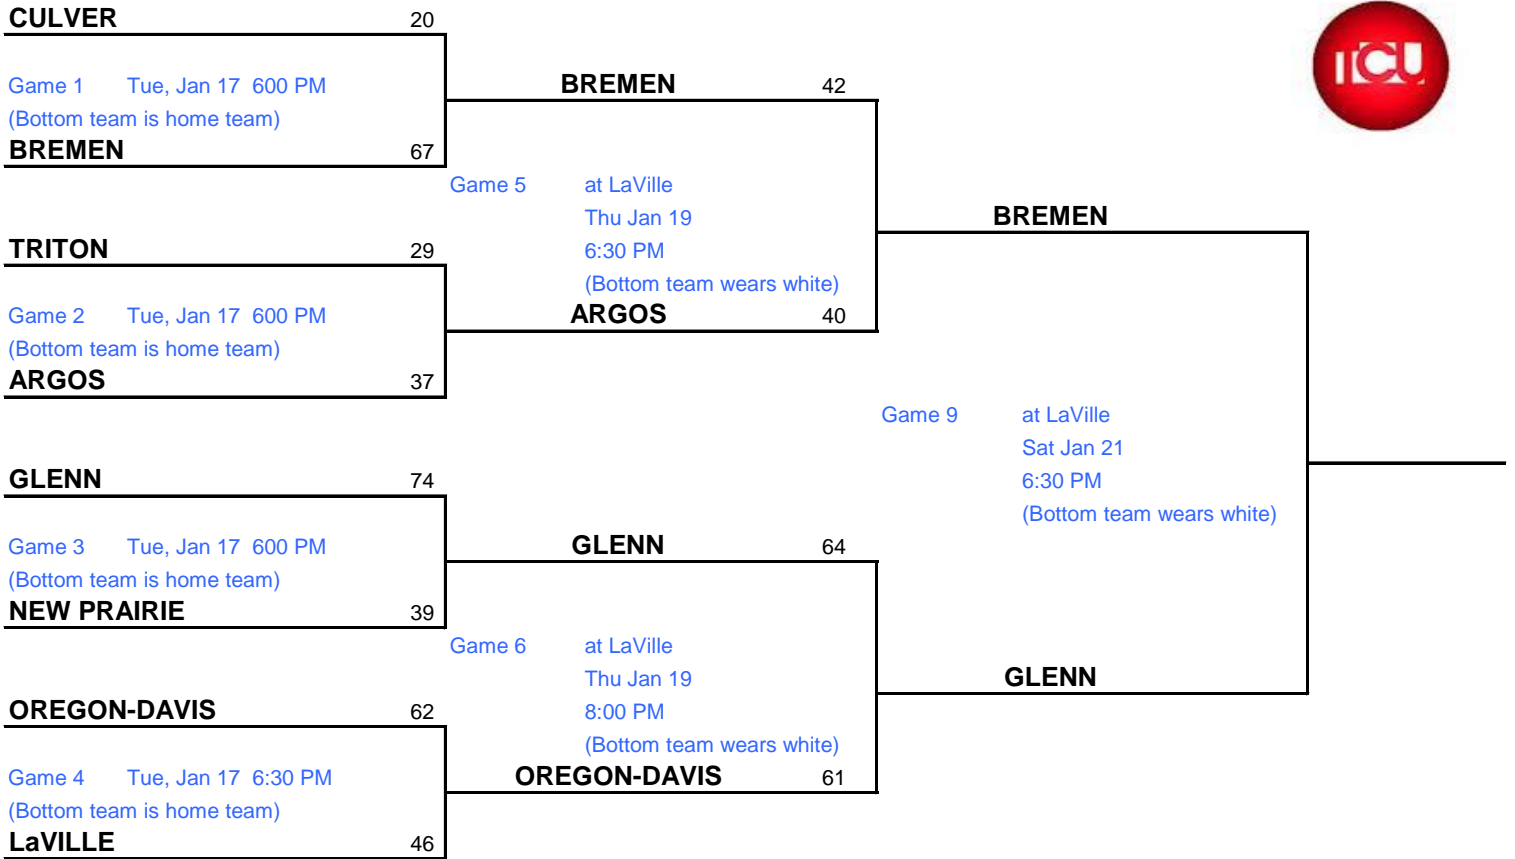 CULVER 20
Game 1 Tue, Jan 17 600 PM
(Bottom team is home team)
BREMEN 67
TRITON 29
Game 2 Tue, Jan 17 600 PM
(Bottom team is home team)
ARGOS 37
GLENN 74
Game 3 Tue, Jan 17 600 PM
(Bottom team is home team)
NEW PRAIRIE 39
OREGON-DAVIS 62
Game 4 Tue, Jan 17 6:30 PM
(Bottom team is home team)
LaVILLE 46
BREMEN 42
Game 5 at LaVille
Thu Jan 19
6:30 PM
(Bottom team wears white)
ARGOS 40
GLENN 64
Game 6 at LaVille
Thu Jan 19
8:00 PM
(Bottom team wears white)
OREGON-DAVIS 61
BREMEN
Game 9 at LaVille
Sat Jan 21
6:30 PM
(Bottom team wears white)
GLENN
TCU